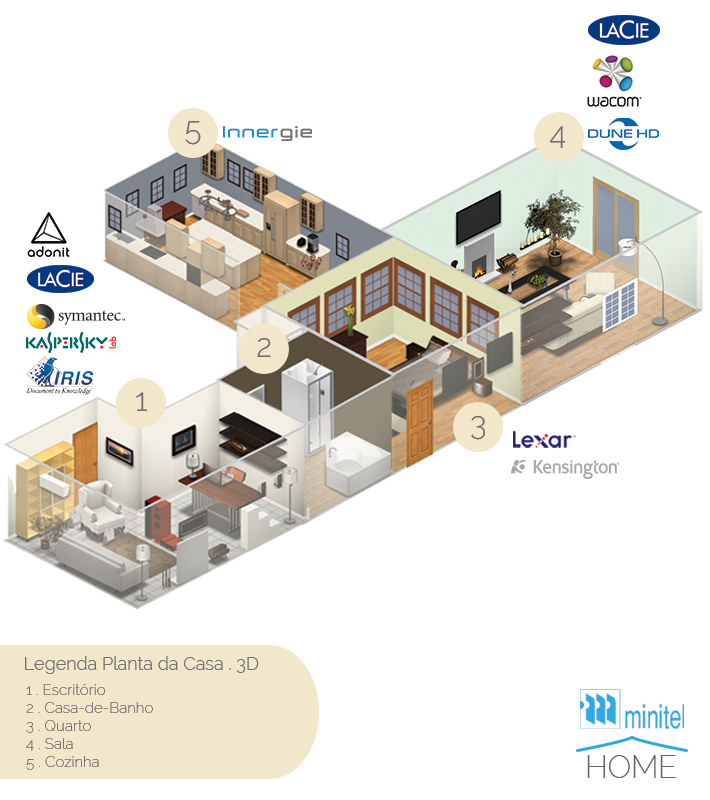 LACIE
wacom
DUNE HD
5
Innergie
4
adonit
LACIE
symantec™
KASPERSKY lab
IRIS
Document to Knowledge
2
1
3
Lexar™
Kensington®
Legenda Planta da Casa . 3D
1 . Escritório
2 . Casa-de-Banho
3 . Quarto
4 . Sala
5 . Cozinha
minitel
HOME